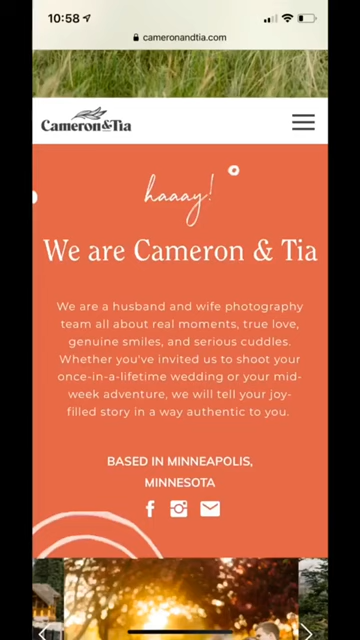 10:58
cameronandtia.com
Cameron&Tia
haaay!
We are Cameron & Tia
We are a husband and wife photography
team all about real moments, true love,
genuine smiles, and serious cuddles.
Whether you've invited us to shoot your
once-in-a-lifetime wedding or your mid-
week adventure, we will tell your joy-
filled story in a way authentic to you.
BASED IN MINNEAPOLIS,
MINNESOTA